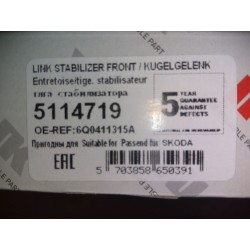 LINK STABILIZER FRONT / KUGELGELENK
Entretoise/tige. stabilisateur
тяга стабилизатора
5114719
OE-REF:6Q0411315A
5 YEAR
GUARANTEE
AGAINST
DEFECTS
Пригодны для Suitable for Passend für SKODA
EAC
5 703858 650391